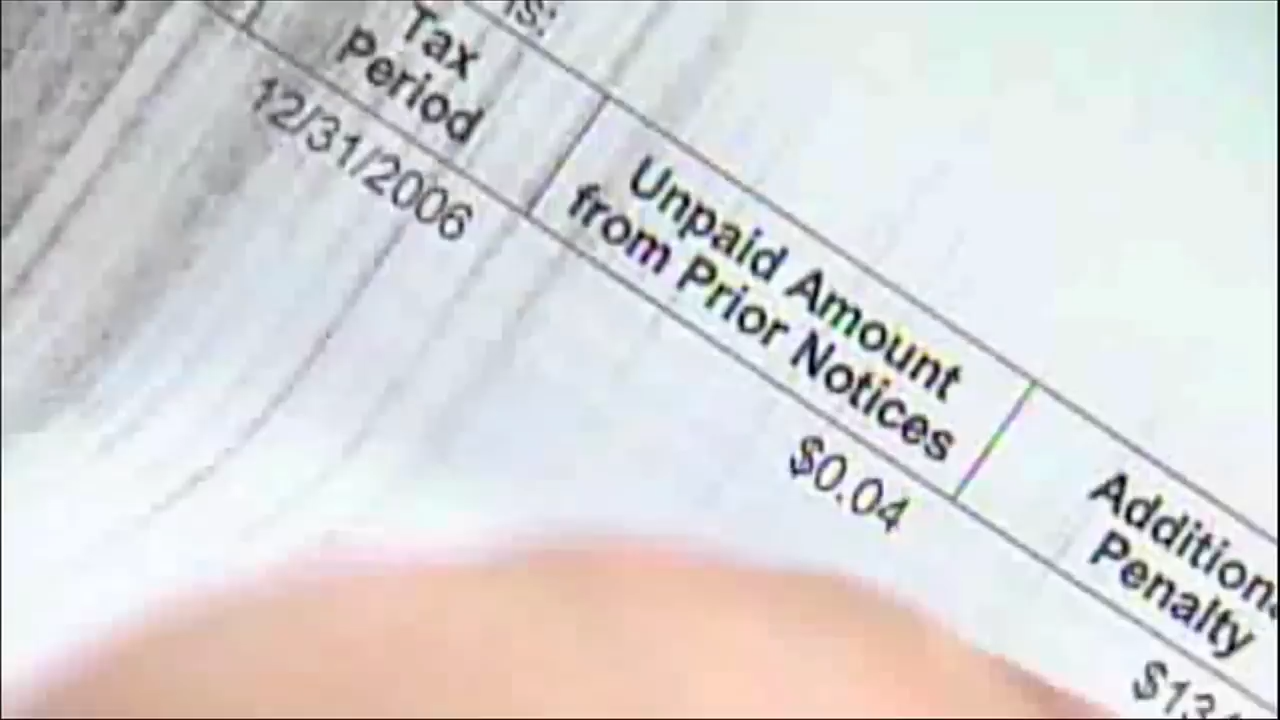 Tax
Period
12/31/2006
Unpaid Amount
from Prior Notices
$0.04
Penalty